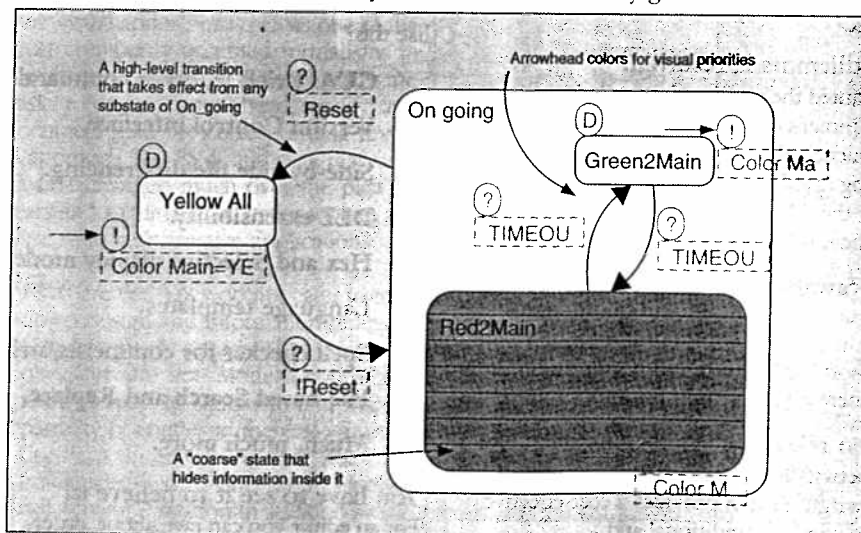 A high-level transition
that takes effect from any
substate of On_going
?
Reset
Arrowhead colors for visual priorities
On going
D
!
Green2Main
Color Ma
D
Yellow All
!
Color Main=YE
?
TIMEOU
?
TIMEOU
Red2Main
?
!Reset
A "coarse" state that
hides information inside it
Color M